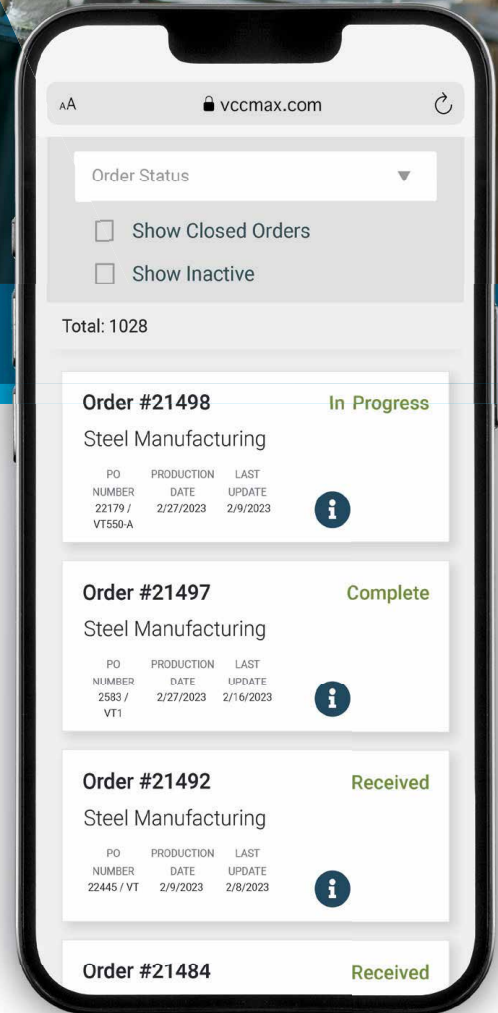 AA vccmax.com
Order Status
Show Closed Orders
Show Inactive
Total: 1028
Order #21498 In Progress
Steel Manufacturing
PO PRODUCTION LAST
NUMBER DATE UPDATE
22179 / 2/27/2023 2/9/2023
VT550-A
Order #21497 Complete
Steel Manufacturing
PO PRODUCTION LAST
NUMBER DATE UPDATE
2583 / 2/27/2023 2/16/2023
VT1
Order #21492 Received
Steel Manufacturing
PO PRODUCTION LAST
NUMBER DATE UPDATE
22445 / VT 2/9/2023 2/8/2023
Order #21484 Received